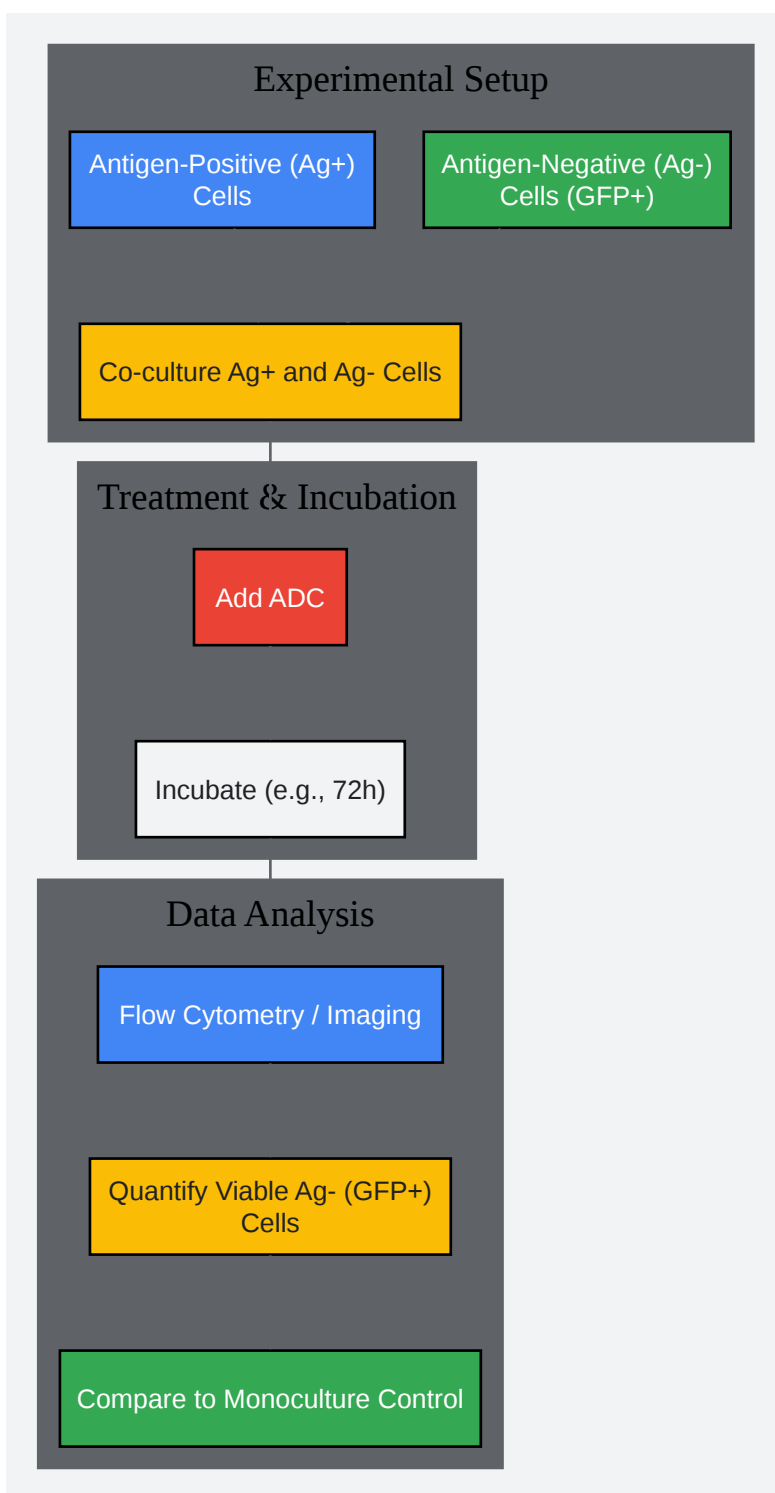 Experimental Setup
Antigen-Positive (Ag+)
Cells
Antigen-Negative (Ag-)
Cells (GFP+)
Co-culture Ag+ and Ag- Cells
Treatment & Incubation
Add ADC
Incubate (e.g., 72h)
Data Analysis
Flow Cytometry / Imaging
Quantify Viable Ag- (GFP+)
Cells
Compare to Monoculture Control